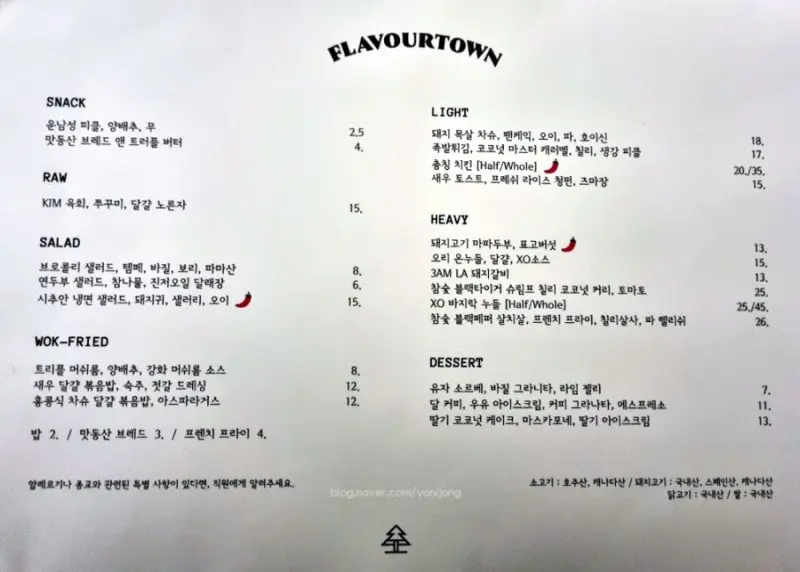 FLAVOURTOWN
SNACK
운남성 피클, 양배추, 무 2,5
맛동산 브레드 앤 트러플 버터 4.
RAW
KIM 육회, 쭈꾸미, 달걀 노른자 15.
SALAD
브로콜리 샐러드, 템페, 바질, 보리, 파마산 8.
연두부 샐러드, 참나물, 진저오일 달래장 6.
시추안 냉면 샐러드, 돼지귀, 샐러리, 오이 15.
WOK-FRIED
트리플 머쉬룸, 양배추, 강화 머쉬룸 소스 8.
새우 달걀 볶음밥, 숙주, 젓갈 드레싱 12.
홍콩식 차슈 달걀 볶음밥, 아스파라거스 12.
밥 2. / 맛동산 브레드 3. / 프렌치 프라이 4.
알레르기나 종교와 관련된 특별 사항이 있다면, 직원에게 알려주세요.
LIGHT
돼지 목살 차슈, 팬케익, 오이, 파, 호이신 18.
족발튀김, 코코넛 마스터 캐러멜, 칠리, 생강 피클 17.
충칭 치킨 [Half/Whole] 20./35.
새우 토스트, 프레쉬 라이스 청펀, 즈마장 15.
HEAVY
돼지고기 마파두부, 표고버섯 13.
오리 온누들, 달걀, XO소스 15.
3AM LA 돼지갈비 13.
참숯 블랙타이거 슈림프 칠리 코코넛 커리, 토마토 25.
XO 바지락 누들 [Half/Whole] 25./45.
참숯 블랙페퍼 살치살, 프렌치 프라이, 칠리살사, 파 뻴리쉬 26.
DESSERT
유자 소르베, 바질 그라니타, 라임 젤리 7.
달 커피, 우유 아이스크림, 커피 그라나타, 에스프레소 11.
딸기 코코넛 케이크, 마스카포네, 딸기 아이스크림 13.
소고기 : 호주산, 캐나다산 / 돼지고기 : 국내산, 스페인산, 캐나다산
닭고기 : 국내산 / 쌀 : 국내산
blog.naver.com/yonijong